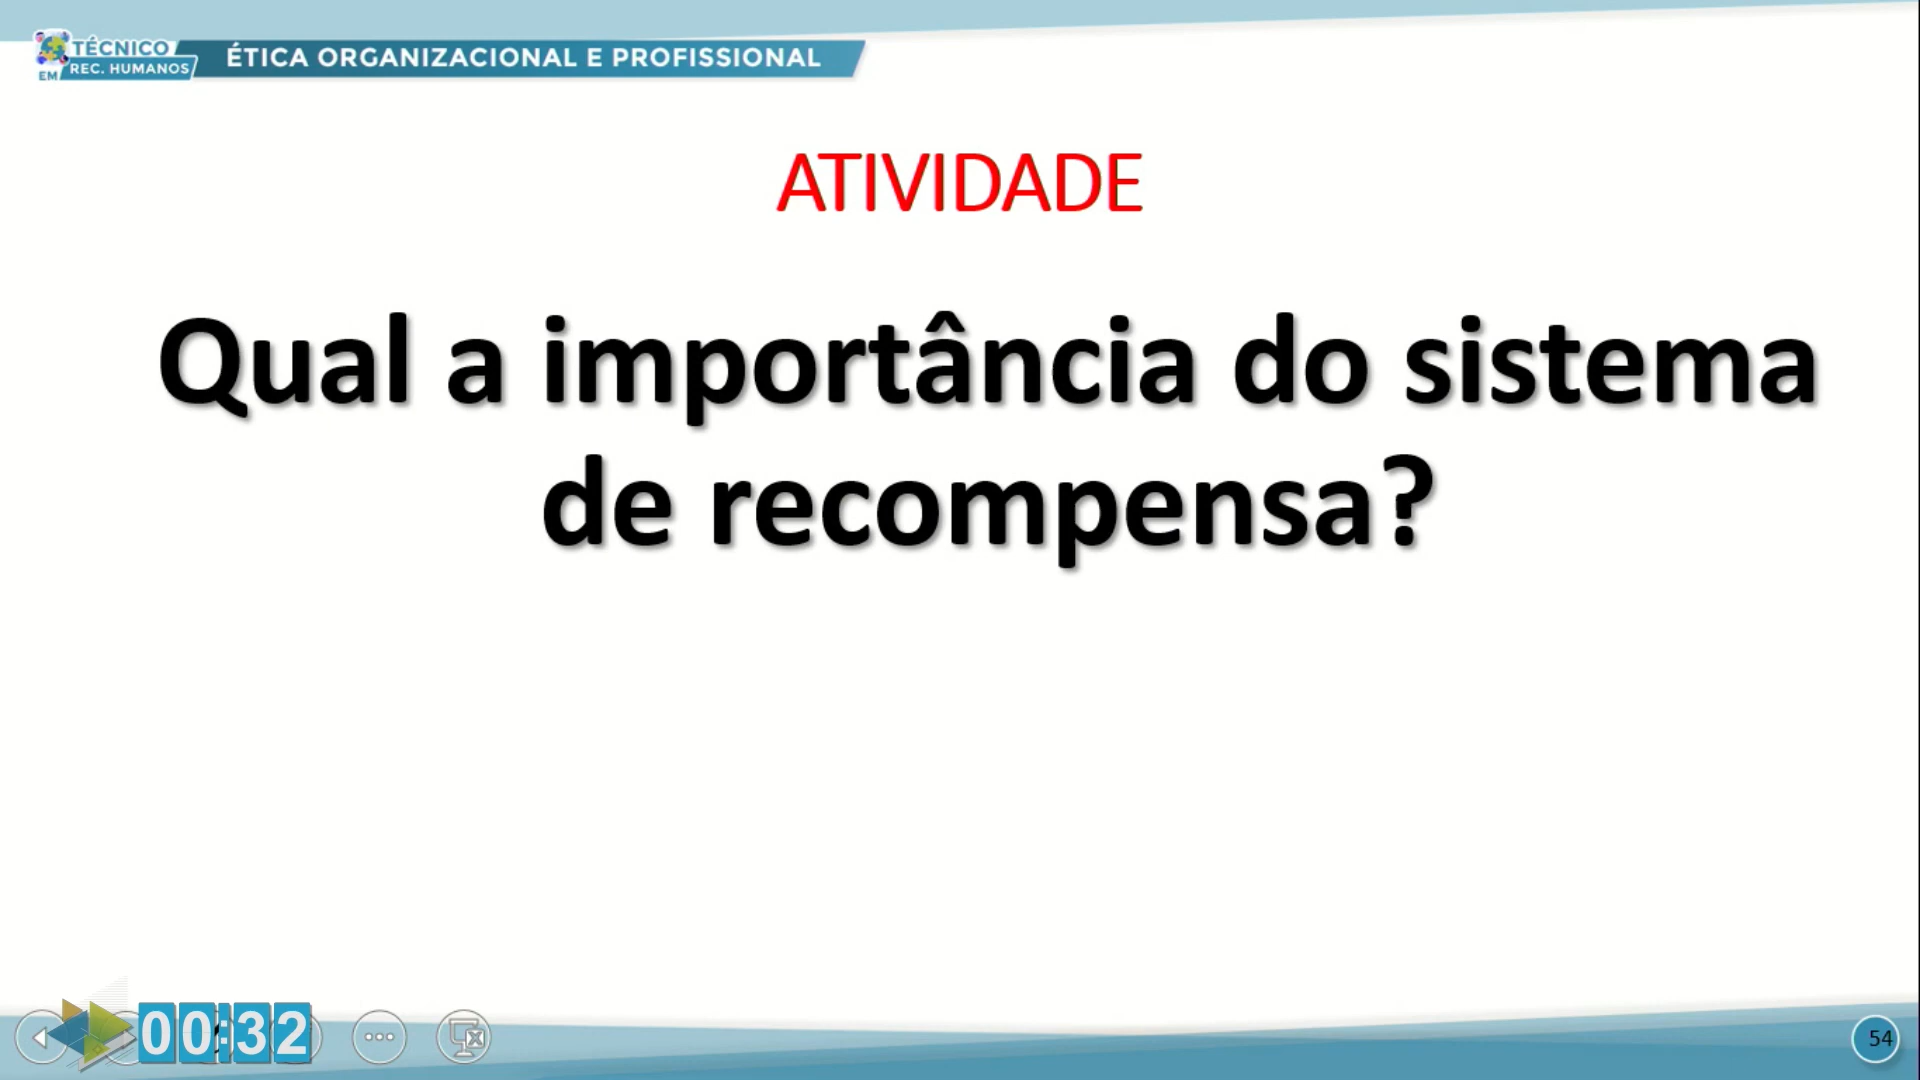 TÉCNICO
EM REC. HUMANOS
ÉTICA ORGANIZACIONAL E PROFISSIONAL
ATIVIDADE
Qual a importância do sistema
de recompensa?
00:32
54